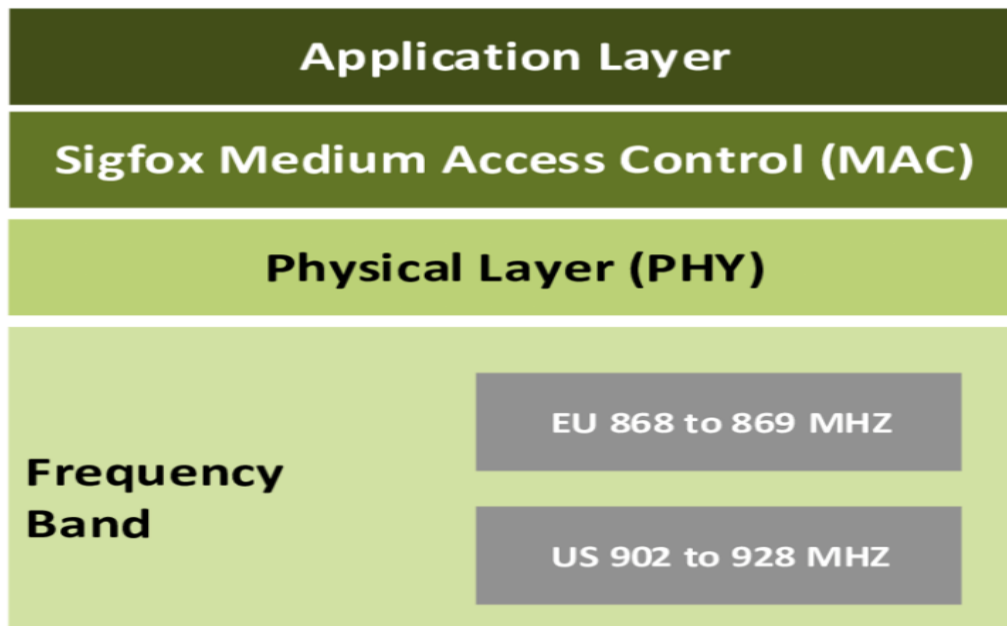 Application Layer
Sigfox Medium Access Control (MAC)
Physical Layer (PHY)
Frequency
Band
EU 868 to 869 MHZ
US 902 to 928 MHZ